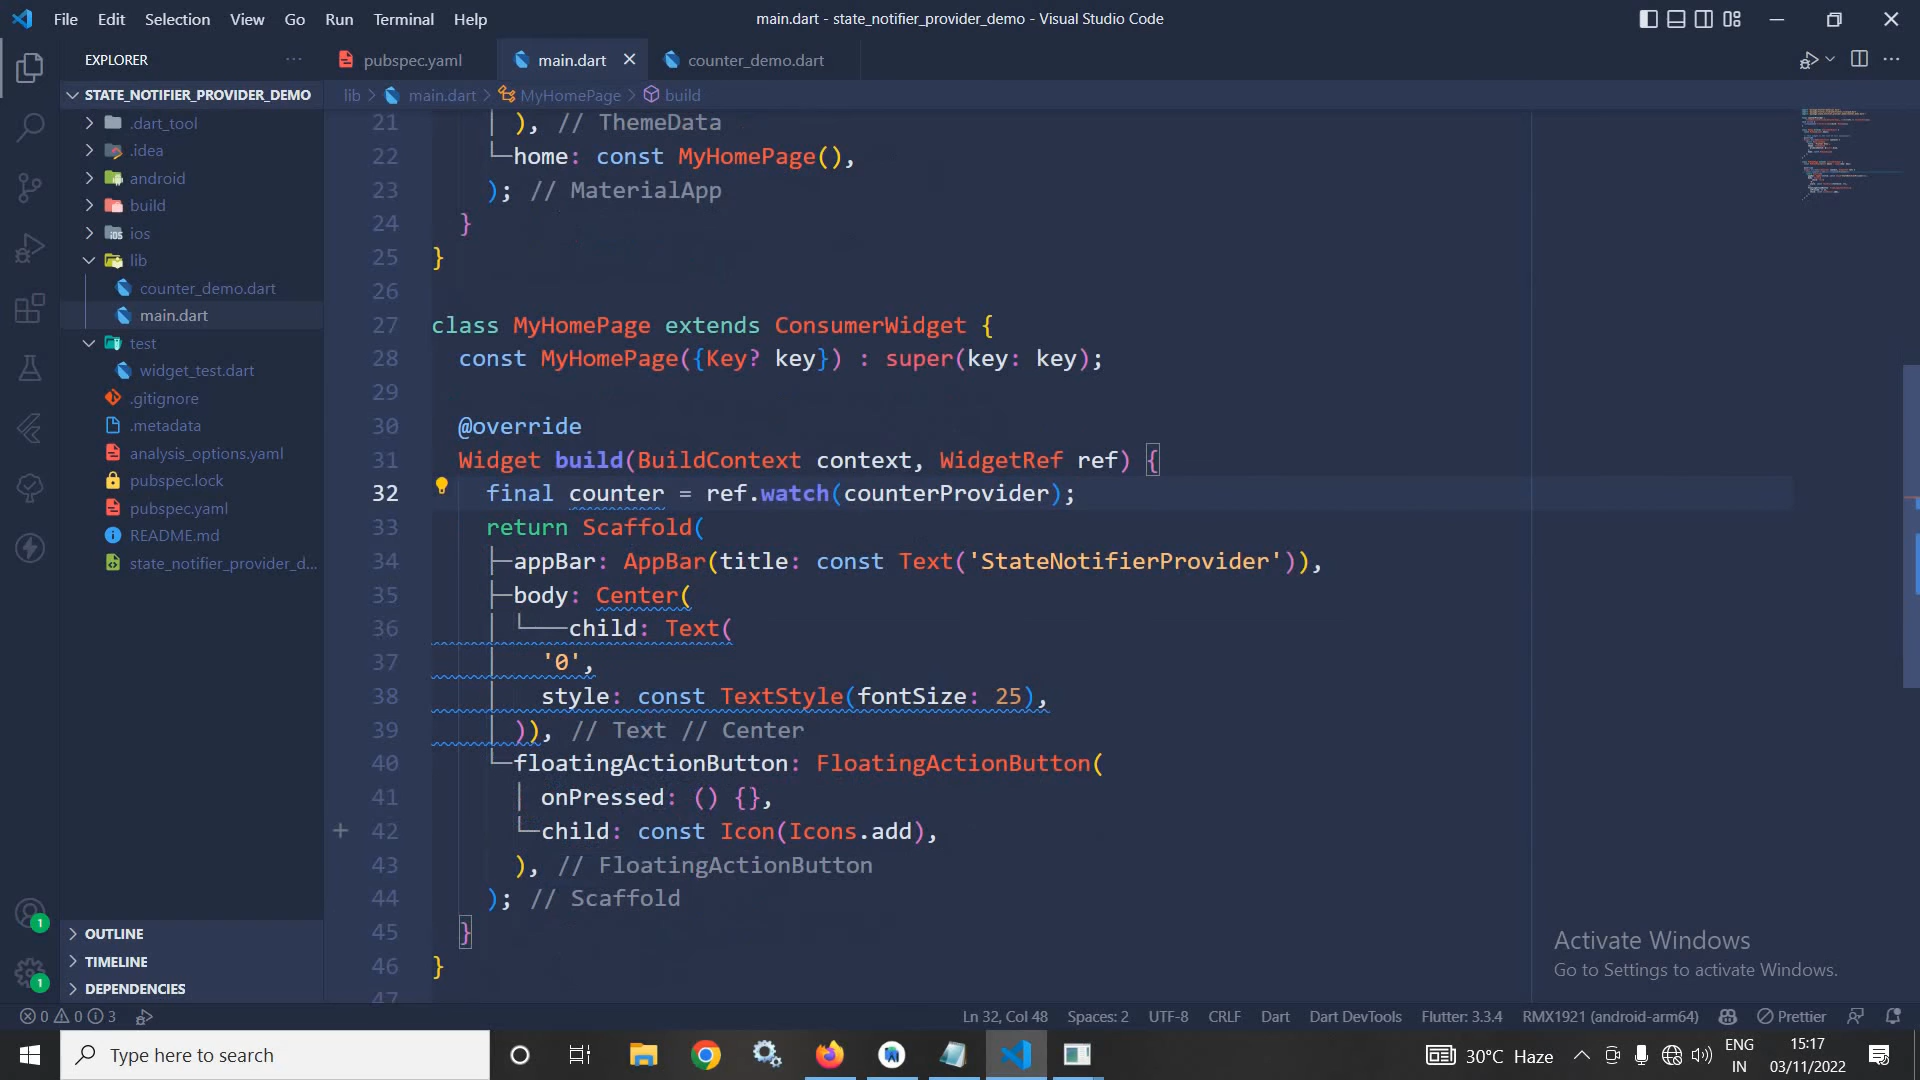 File Edit Selection View Go Run Terminal Help
main.dart - state_notifier_provider_demo - Visual Studio Code
EXPLORER
pubspec.yaml
main.dart
counter_demo.dart
STATE_NOTIFIER_PROVIDER_DEMO
.dart_tool
.idea
android
build
ios
lib
counter_demo.dart
main.dart
test
widget_test.dart
.gitignore
.metadata
analysis_options.yaml
pubspec.lock
pubspec.yaml
README.md
state_notifier_provider_d...
OUTLINE
TIMELINE
DEPENDENCIES
lib > main.dart > MyHomePage > build
21 ), // ThemeData
22 home: const MyHomePage(),
23 ); // MaterialApp
24 }
25 }
26
27 class MyHomePage extends ConsumerWidget {
28 const MyHomePage({Key? key}) : super(key: key);
29
30 @override
31 Widget build(BuildContext context, WidgetRef ref) {
32 final counter = ref.watch(counterProvider);
33 return Scaffold(
34 appBar: AppBar(title: const Text('StateNotifierProvider')),
35 body: Center(
36 child: Text(
37 '0',
38 style: const TextStyle(fontSize: 25),
39 )), // Text // Center
40 floatingActionButton: FloatingActionButton(
41 onPressed: () {},
42 child: const Icon(Icons.add),
43 ), // FloatingActionButton
44 ); // Scaffold
45 }
46 }
47
Activate Windows
Go to Settings to activate Windows.
1
1
0 0 3
Ln 32, Col 48 Spaces: 2 UTF-8 CRLF Dart Dart DevTools Flutter: 3.3.4 RMX1921 (android-arm64) Prettier
Type here to search
30°C Haze
ENG
IN
15:17
03/11/2022